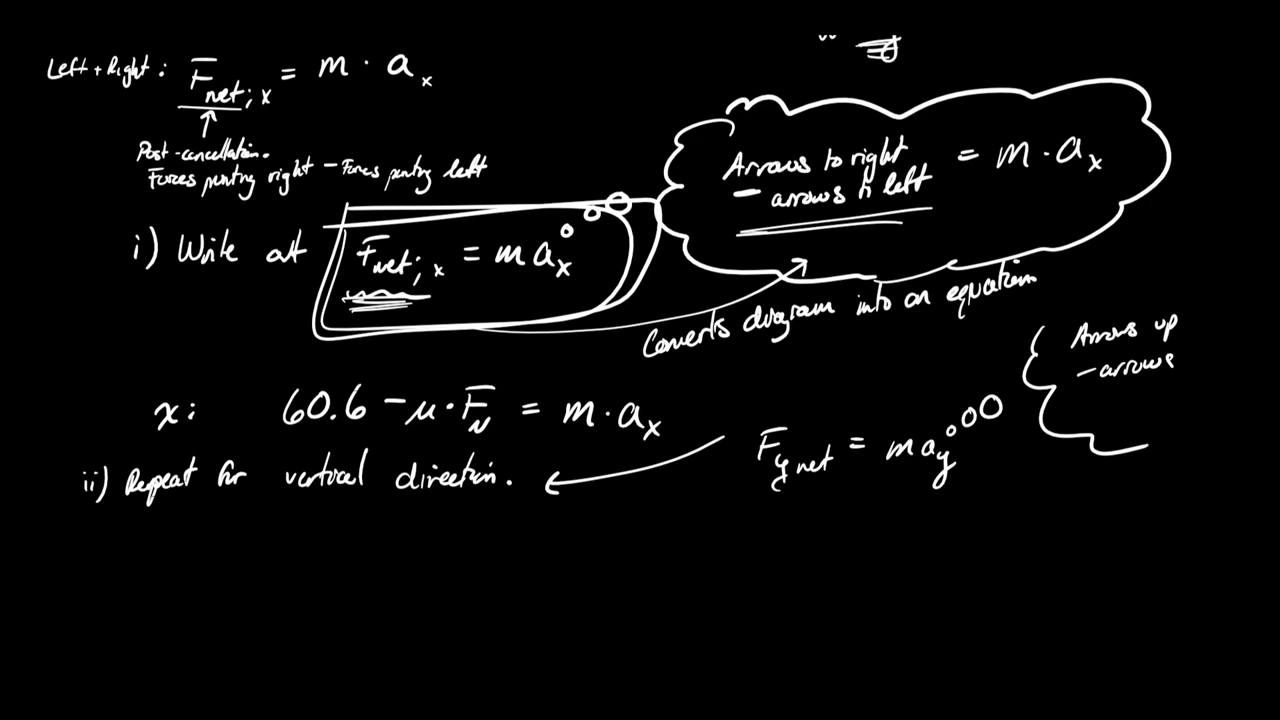 Left + Right: F_net;x = m · a_x
Post-cancellation.
Forces pointing right – Forces pointing left
Arrows to right = m · a_x
– arrows to left
i) Write out F_net;x = m a_x
Converts diagram into an equation
Arrows up
– arrows
x: 60.6 – μ · F_N = m · a_x
F_y net = m a_y
ii) Repeat for vertical direction.